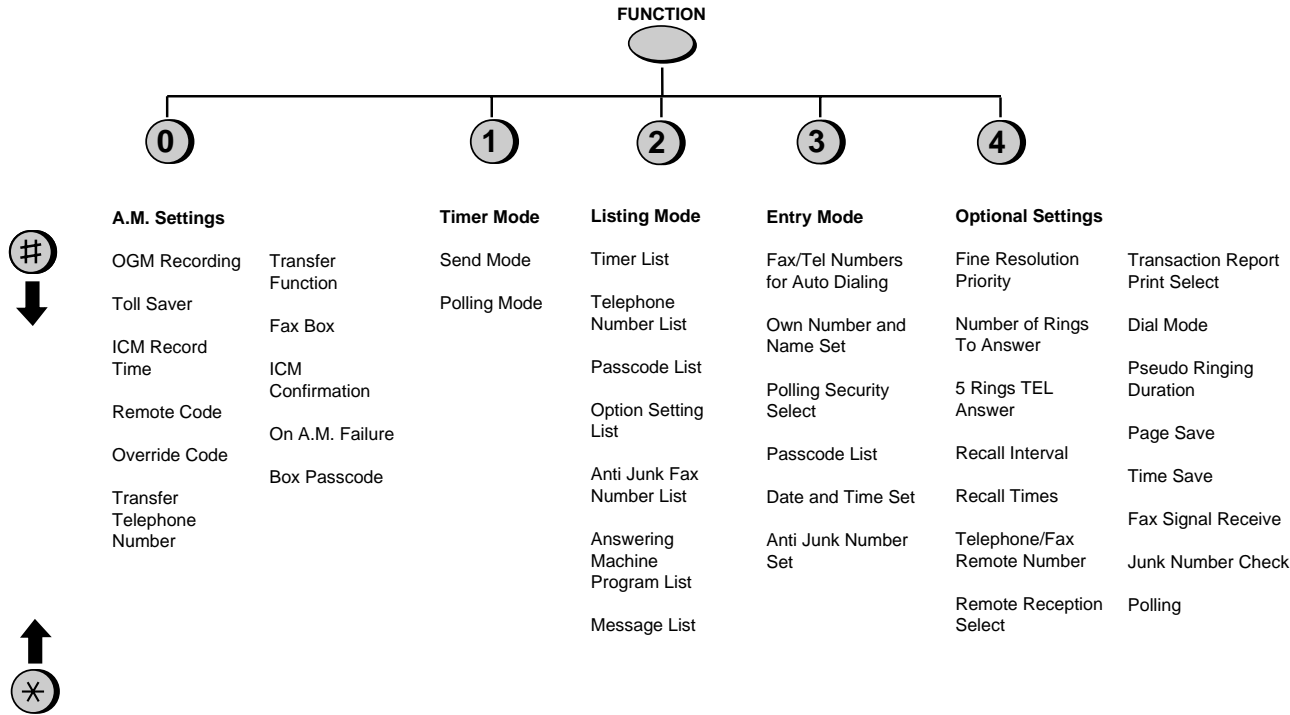 FUNCTION
0
1
2
3
4
#
A.M. Settings
OGM Recording
Toll Saver
ICM Record
Time
Remote Code
Override Code
Transfer
Telephone
Number
Transfer
Function
Fax Box
ICM
Confirmation
On A.M. Failure
Box Passcode
Timer Mode
Send Mode
Polling Mode
Listing Mode
Timer List
Telephone
Number List
Passcode List
Option Setting
List
Anti Junk Fax
Number List
Answering
Machine
Program List
Message List
Entry Mode
Fax/Tel Numbers
for Auto Dialing
Own Number and
Name Set
Polling Security
Select
Passcode List
Date and Time Set
Anti Junk Number
Set
Optional Settings
Fine Resolution
Priority
Number of Rings
To Answer
5 Rings TEL
Answer
Recall Interval
Recall Times
Telephone/Fax
Remote Number
Remote Reception
Select
Transaction Report
Print Select
Dial Mode
Pseudo Ringing
Duration
Page Save
Time Save
Fax Signal Receive
Junk Number Check
Polling
*